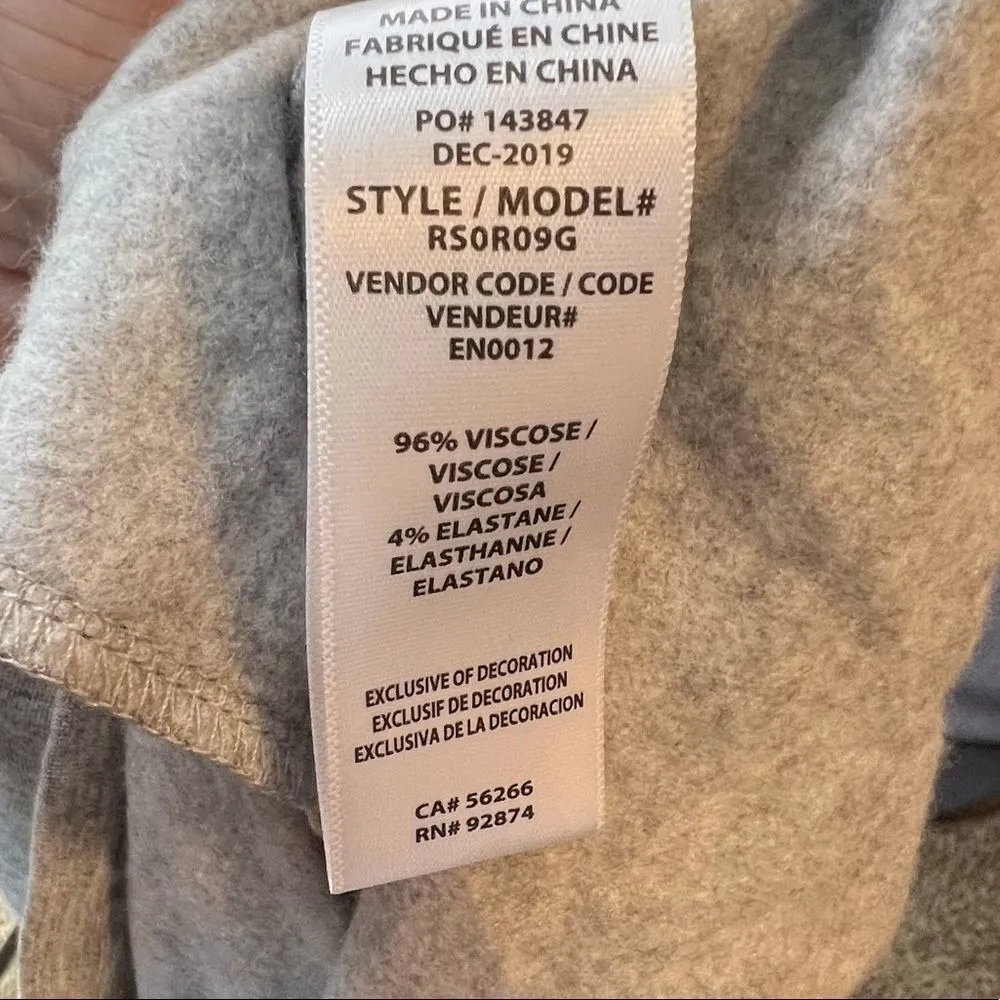 MADE IN CHINA
FABRIQUÉ EN CHINE
HECHO EN CHINA
PO# 143847
DEC-2019
STYLE / MODEL#
RS0R09G
VENDOR CODE / CODE
VENDEUR#
EN0012
96% VISCOSE /
VISCOSE /
VISCOSA
4% ELASTANE /
ELASTHANNE /
ELASTANO
EXCLUSIVE OF DECORATION
EXCLUSIF DE DECORATION
EXCLUSIVA DE LA DECORACION
CA# 56266
RN# 92874